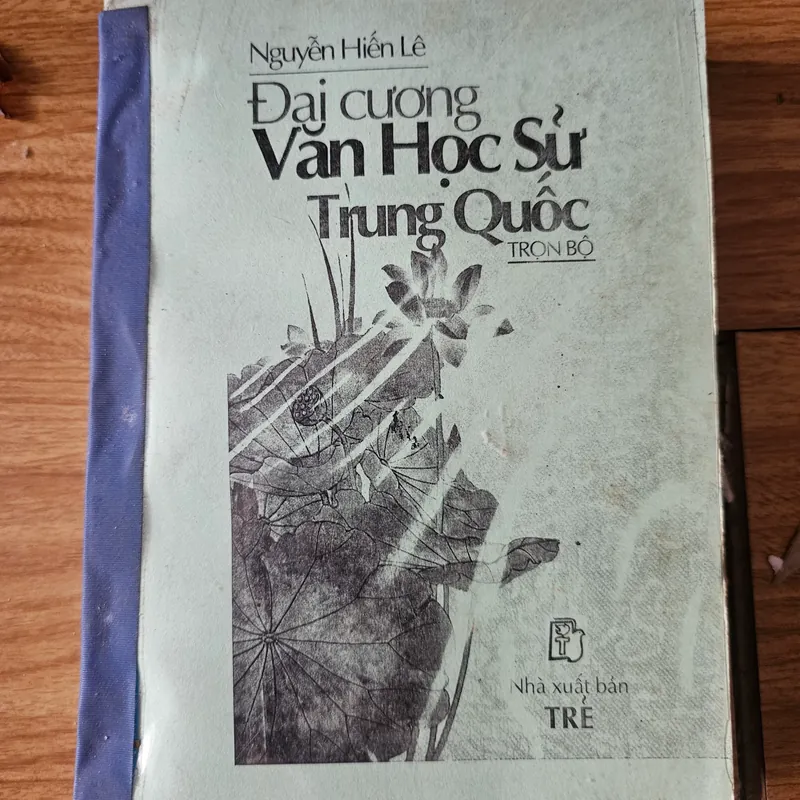 Nguyễn Hiến Lê
Đại cương
Văn Học Sử
Trung Quốc
TRỌN BỘ
Nhà xuất bản
TRẺ